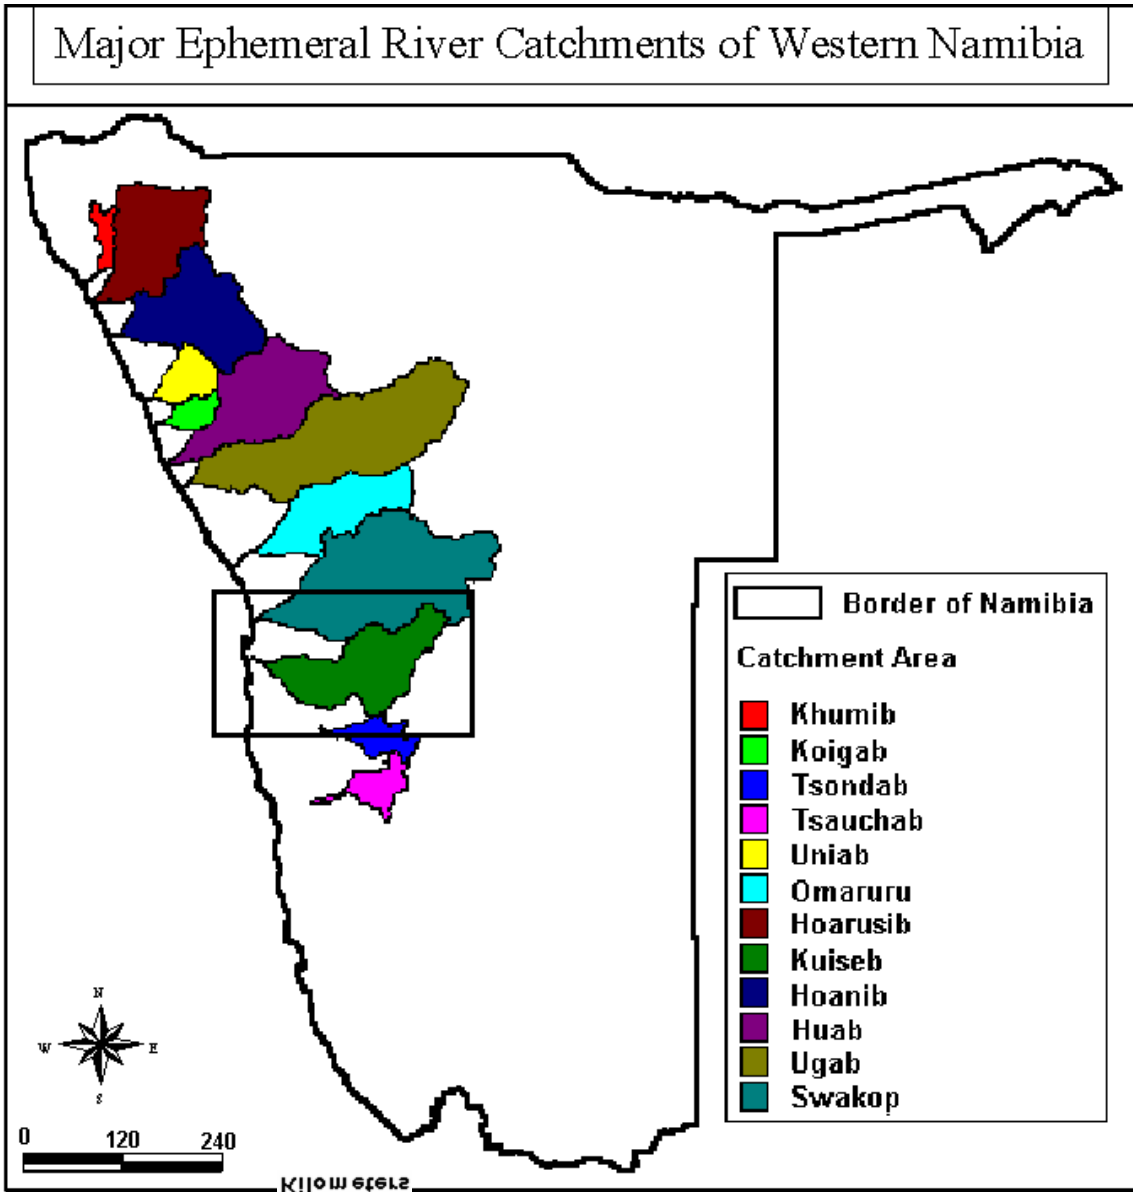 Major Ephemeral River Catchments of Western Namibia
Border of Namibia
Catchment Area
Khumib
Koigab
Tsondab
Tsauchab
Uniab
Omaruru
Hoarusib
Kuiseb
Hoanib
Huab
Ugab
Swakop
N
W E
S
0 120 240
Kilometers